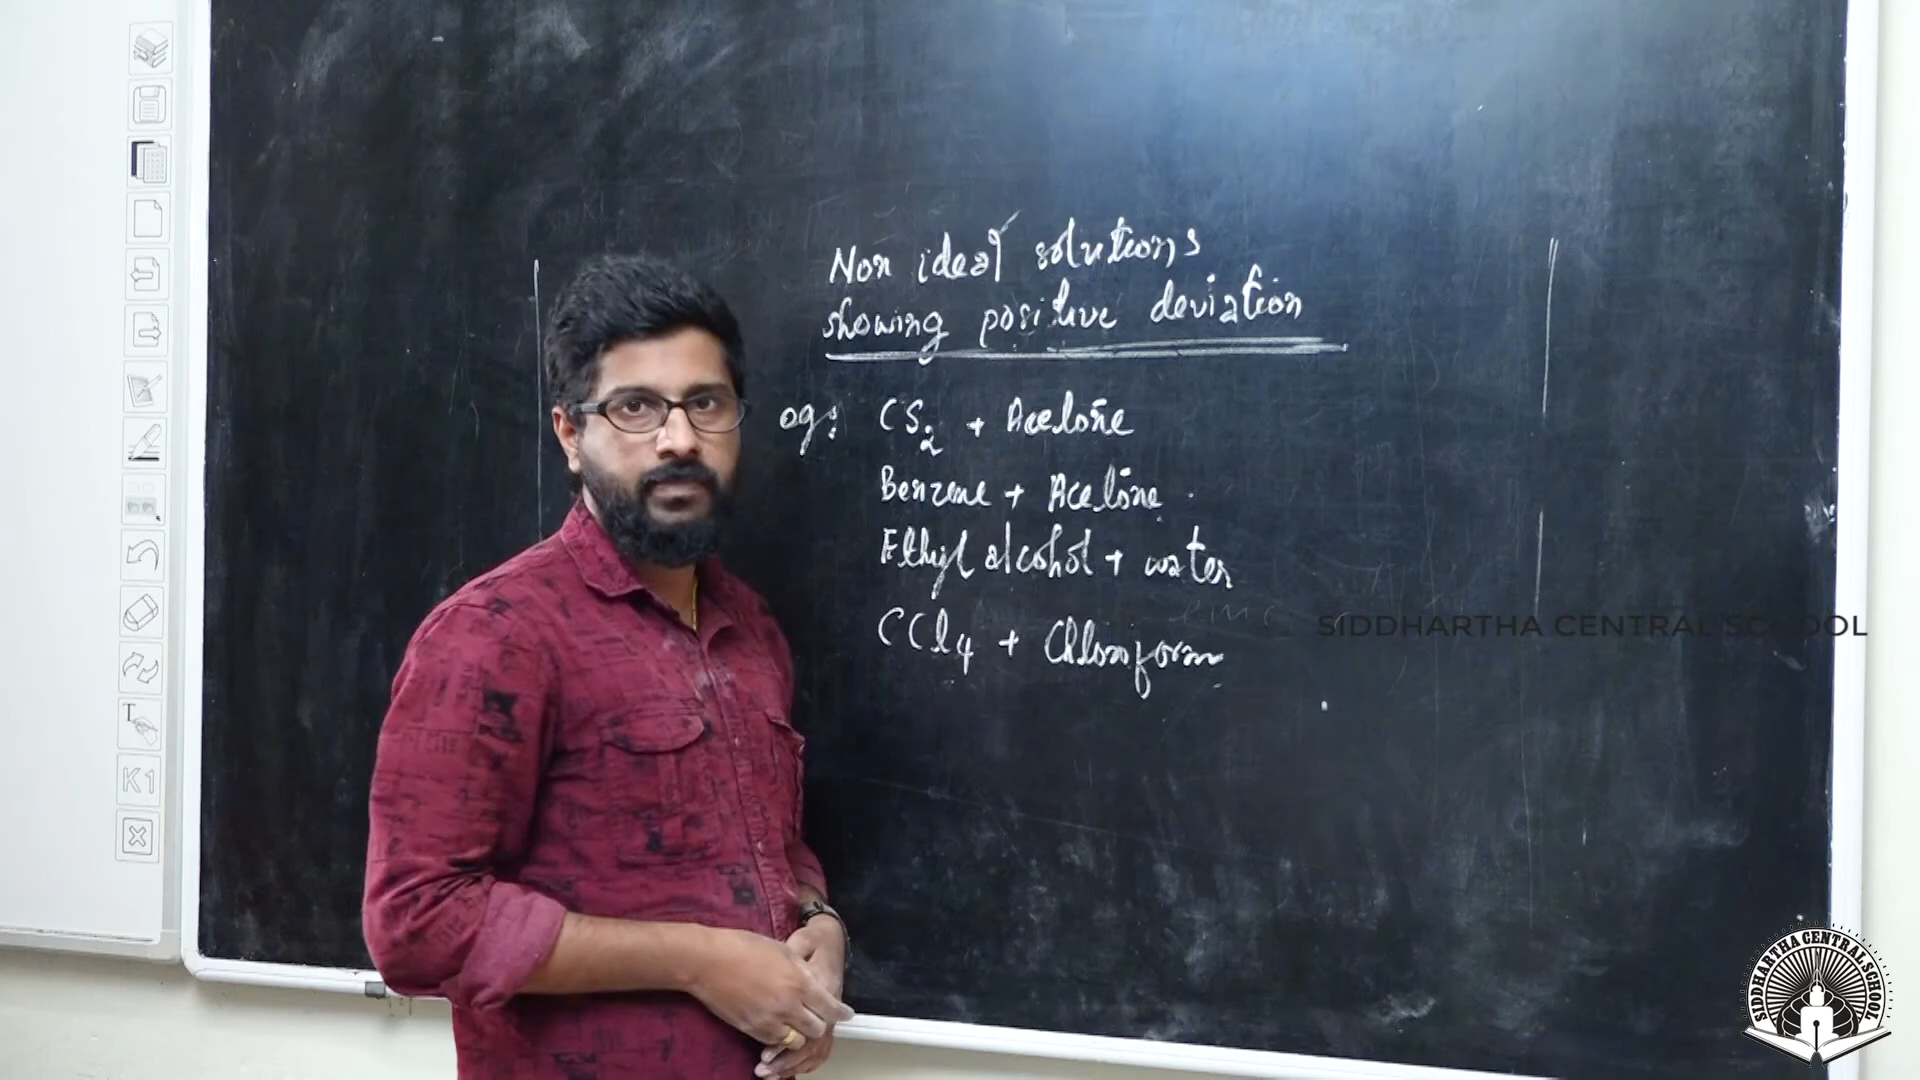 Non ideal solutions
showing positive deviation
eg: CS2 + Acetone
Benzene + Acetone.
Ethyl alcohol + water
CCl4 + Chloroform
SIDDHARTHA CENTRAL SCHOOL
SIDDHARTHA CENTRAL SCHOOL
T
K1